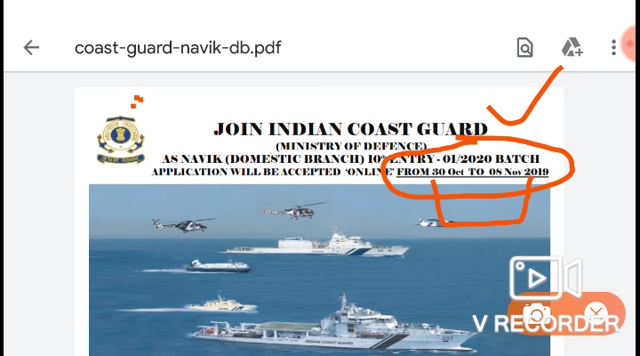 coast-guard-navik-db.pdf
JOIN INDIAN COAST GUARD
(MINISTRY OF DEFENCE)
AS NAVIK (DOMESTIC BRANCH) 10th ENTRY - 01/2020 BATCH
APPLICATION WILL BE ACCEPTED 'ONLINE' FROM 30 Oct TO 08 Nov 2019
INDIAN COAST GUARD
V RECORDER